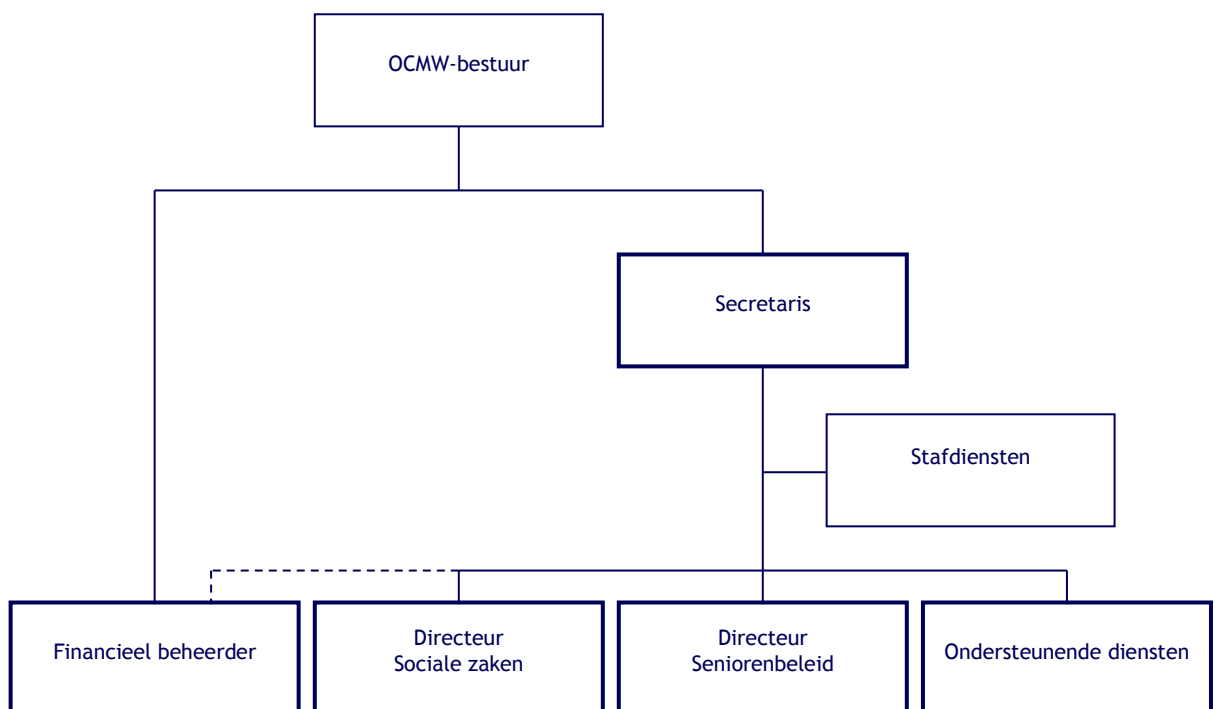 OCMW-bestuur
Secretaris
Stafdiensten
Financieel beheerder
Directeur
Sociale zaken
Directeur
Seniorenbeleid
Ondersteunende diensten